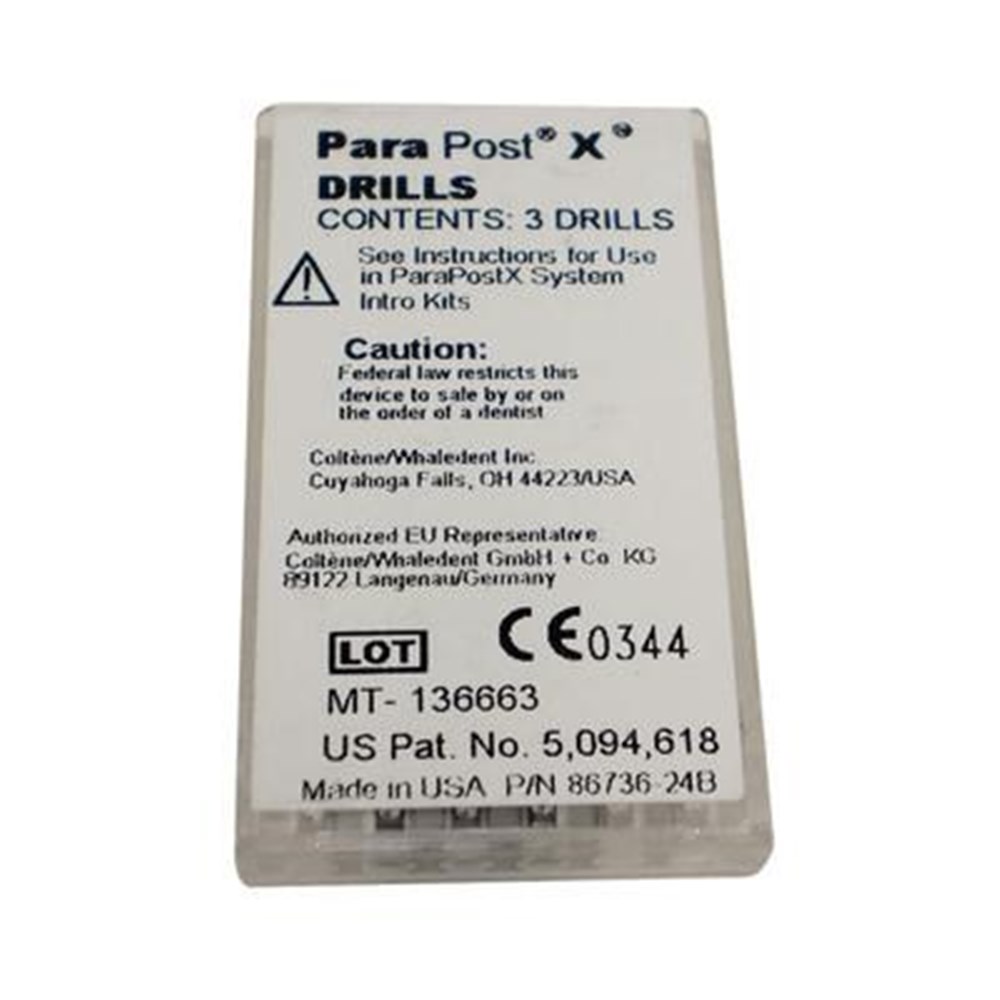 Para Post® X™
DRILLS
CONTENTS: 3 DRILLS
See Instructions for Use
in ParaPostX System
Intro Kits
Caution:
Federal law restricts this
device to sale by or on
the order of a dentist
Coltène/Whaledent Inc.
Cuyahoga Falls, OH 44223/USA
Authorized EU Representative
Coltène/Whaledent GmbH + Co. KG
89122 Langenau/Germany
LOT
CE0344
MT- 136663
US Pat. No. 5,094,618
Made in USA P/N 86736-24B